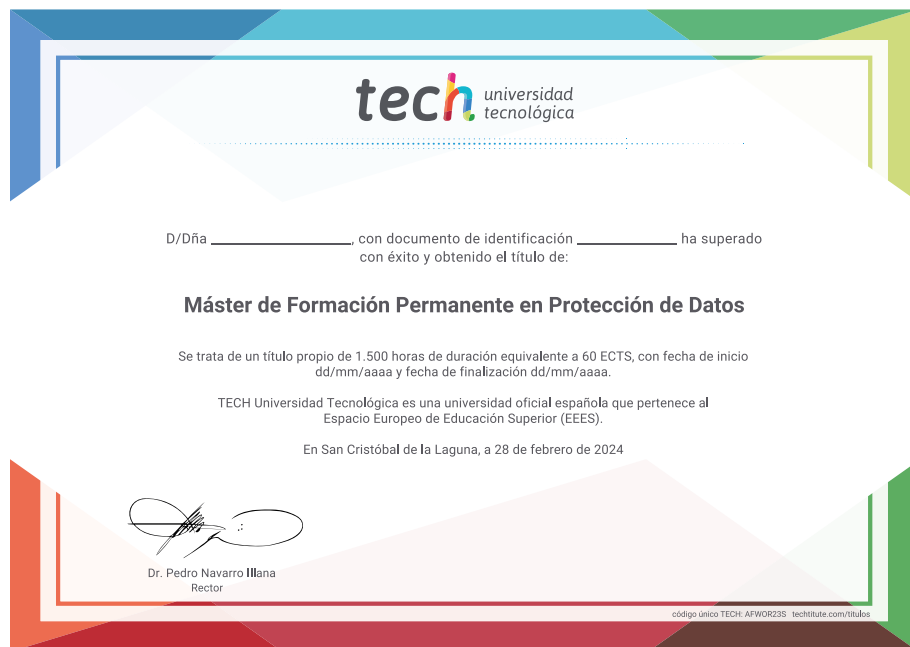 tech universidad
tecnológica
D/Dña ______________, con documento de identificación __________ ha superado
con éxito y obtenido el título de:
Máster de Formación Permanente en Protección de Datos
Se trata de un título propio de 1.500 horas de duración equivalente a 60 ECTS, con fecha de inicio
dd/mm/aaaa y fecha de finalización dd/mm/aaaa.
TECH Universidad Tecnológica es una universidad oficial española que pertenece al
Espacio Europeo de Educación Superior (EEES).
En San Cristóbal de la Laguna, a 28 de febrero de 2024
Dr. Pedro Navarro Illana
Rector
código único TECH: AFWOR23S techtitute.com/titulos